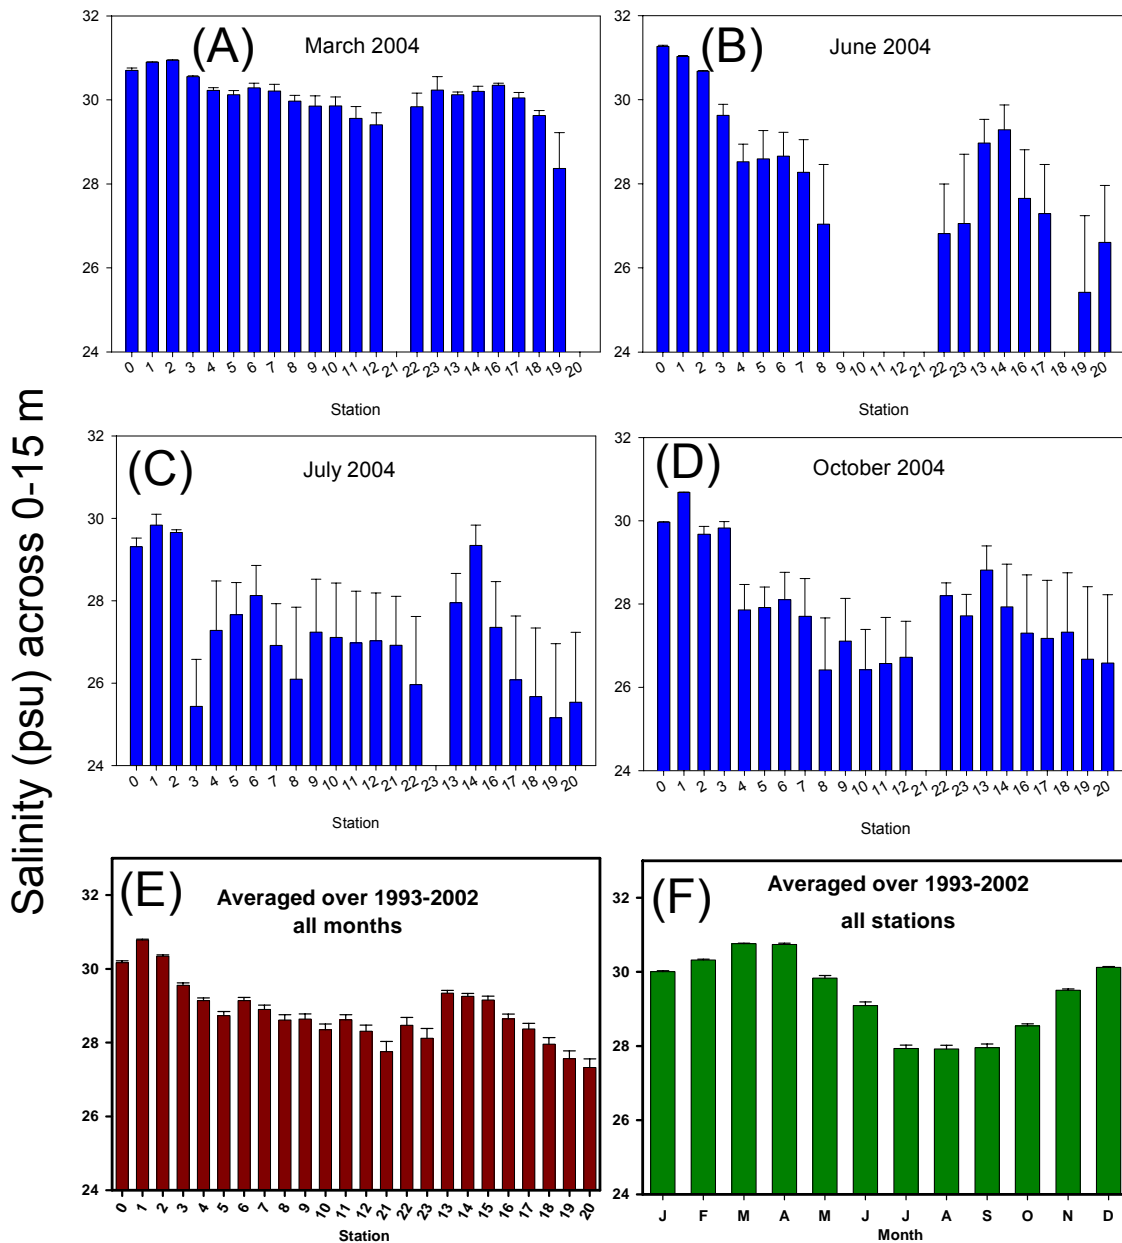 Salinity (psu) across 0-15 m
(A) March 2004
32
30
28
26
24
0 1 2 3 4 5 6 7 8 9 10 11 12 21 22 23 13 14 16 17 18 19 20
Station
(B) June 2004
32
30
28
26
24
0 1 2 3 4 5 6 7 8 9 10 11 12 21 22 23 13 14 16 17 18 19 20
Station
(C) July 2004
32
30
28
26
24
0 1 2 3 4 5 6 7 8 9 10 11 12 21 22 23 13 14 16 17 18 19 20
Station
(D) October 2004
32
30
28
26
24
0 1 2 3 4 5 6 7 8 9 10 11 12 21 22 23 13 14 16 17 18 19 20
Station
(E) Averaged over 1993-2002
all months
32
30
28
26
24
0 1 2 3 4 5 6 7 8 9 10 11 12 21 22 23 13 14 15 16 17 18 19 20
Station
(F) Averaged over 1993-2002
all stations
32
30
28
26
24
J F M A M J J A S O N D
Month